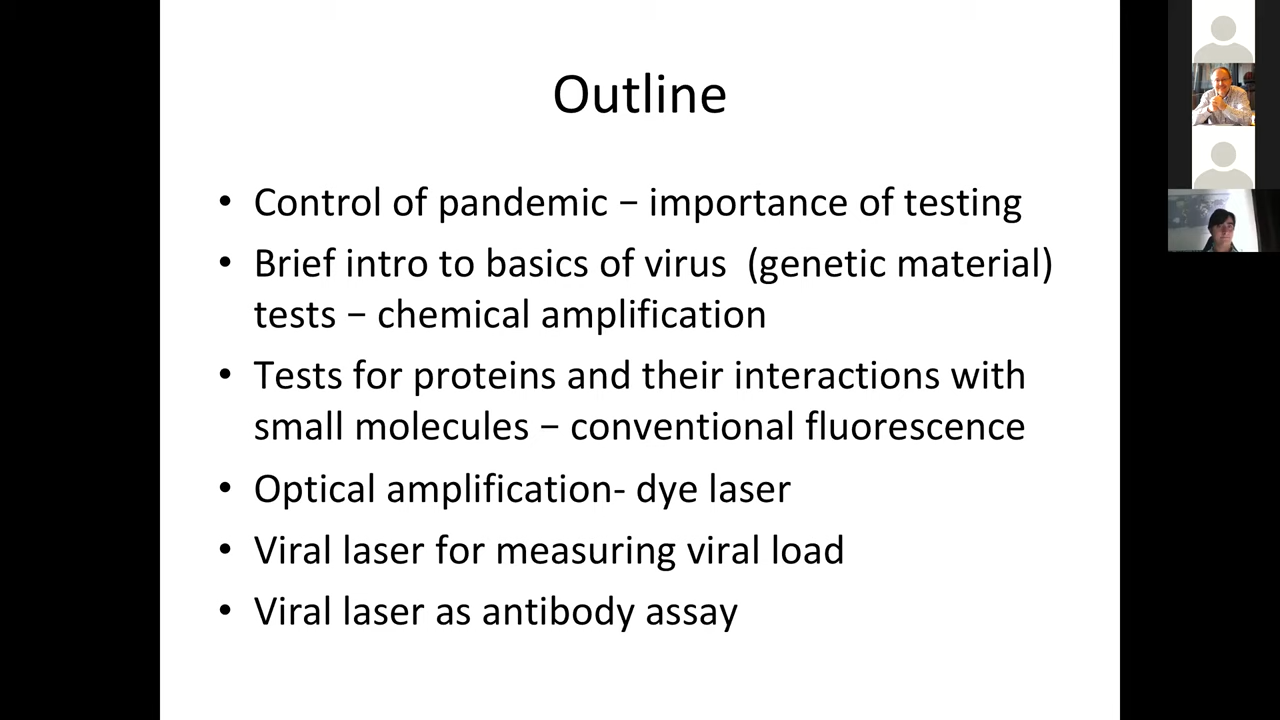 Outline
• Control of pandemic – importance of testing
• Brief intro to basics of virus  (genetic material)
tests – chemical amplification
• Tests for proteins and their interactions with
small molecules – conventional fluorescence
• Optical amplification- dye laser
• Viral laser for measuring viral load
• Viral laser as antibody assay